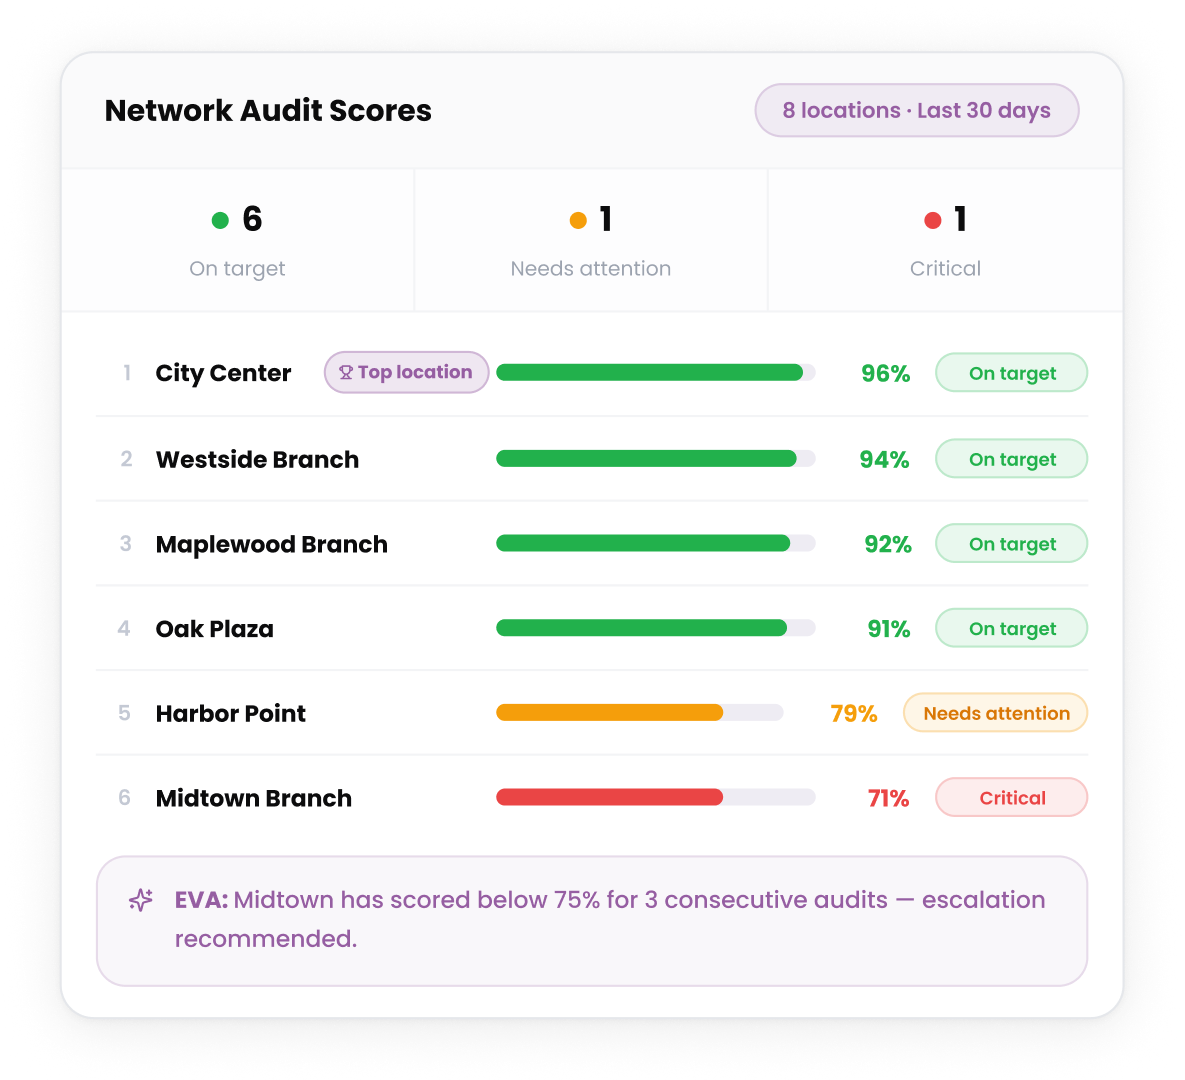 Network Audit Scores
8 locations · Last 30 days
6
On target
1
Needs attention
1
Critical
1 City Center Top location 96% On target
2 Westside Branch 94% On target
3 Maplewood Branch 92% On target
4 Oak Plaza 91% On target
5 Harbor Point 79% Needs attention
6 Midtown Branch 71% Critical
EVA: Midtown has scored below 75% for 3 consecutive audits — escalation
recommended.